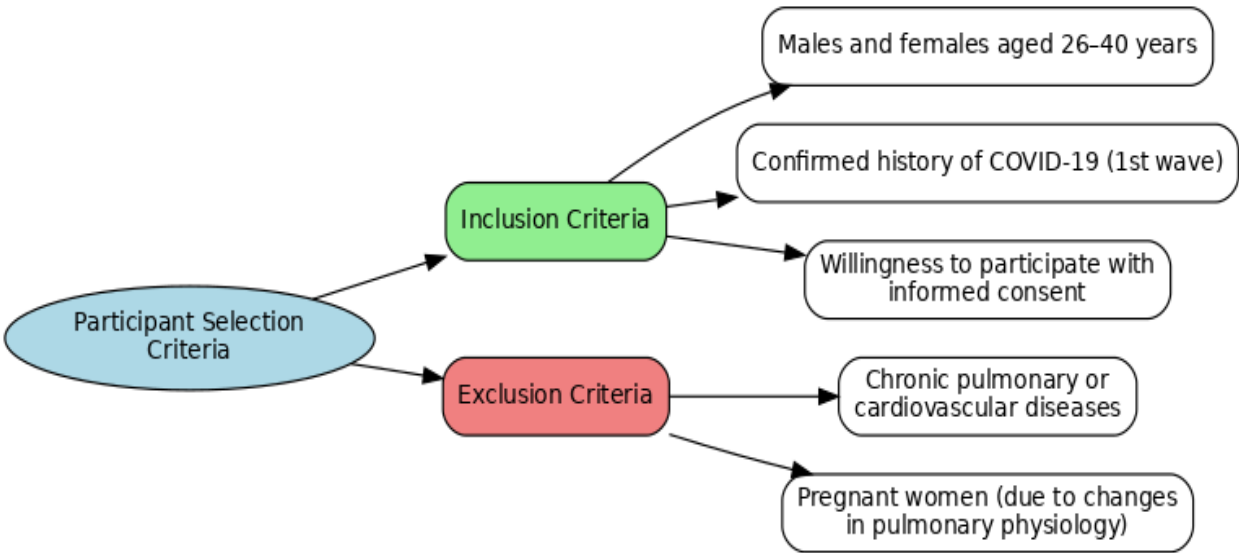 Males and females aged 26–40 years
Confirmed history of COVID-19 (1st wave)
Inclusion Criteria
Willingness to participate with
informed consent
Participant Selection
Criteria
Exclusion Criteria
Chronic pulmonary or
cardiovascular diseases
Pregnant women (due to changes
in pulmonary physiology)